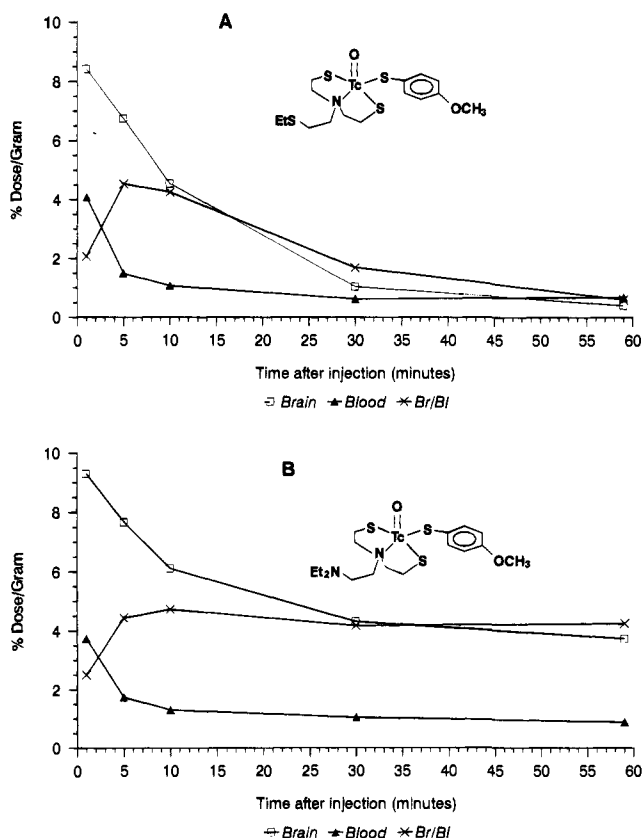 A
% Dose/Gram
10
8
6
4
2
0
O
Tc
S
S
N
S
EtS
OCH3
0 5 10 15 20 25 30 35 40 45 50 55 60
Time after injection (minutes)
Brain Blood Br/Bl
B
% Dose/Gram
10
8
6
4
2
0
O
Tc
S
S
N
S
Et2N
OCH3
0 5 10 15 20 25 30 35 40 45 50 55 60
Time after injection (minutes)
Brain Blood Br/Bl